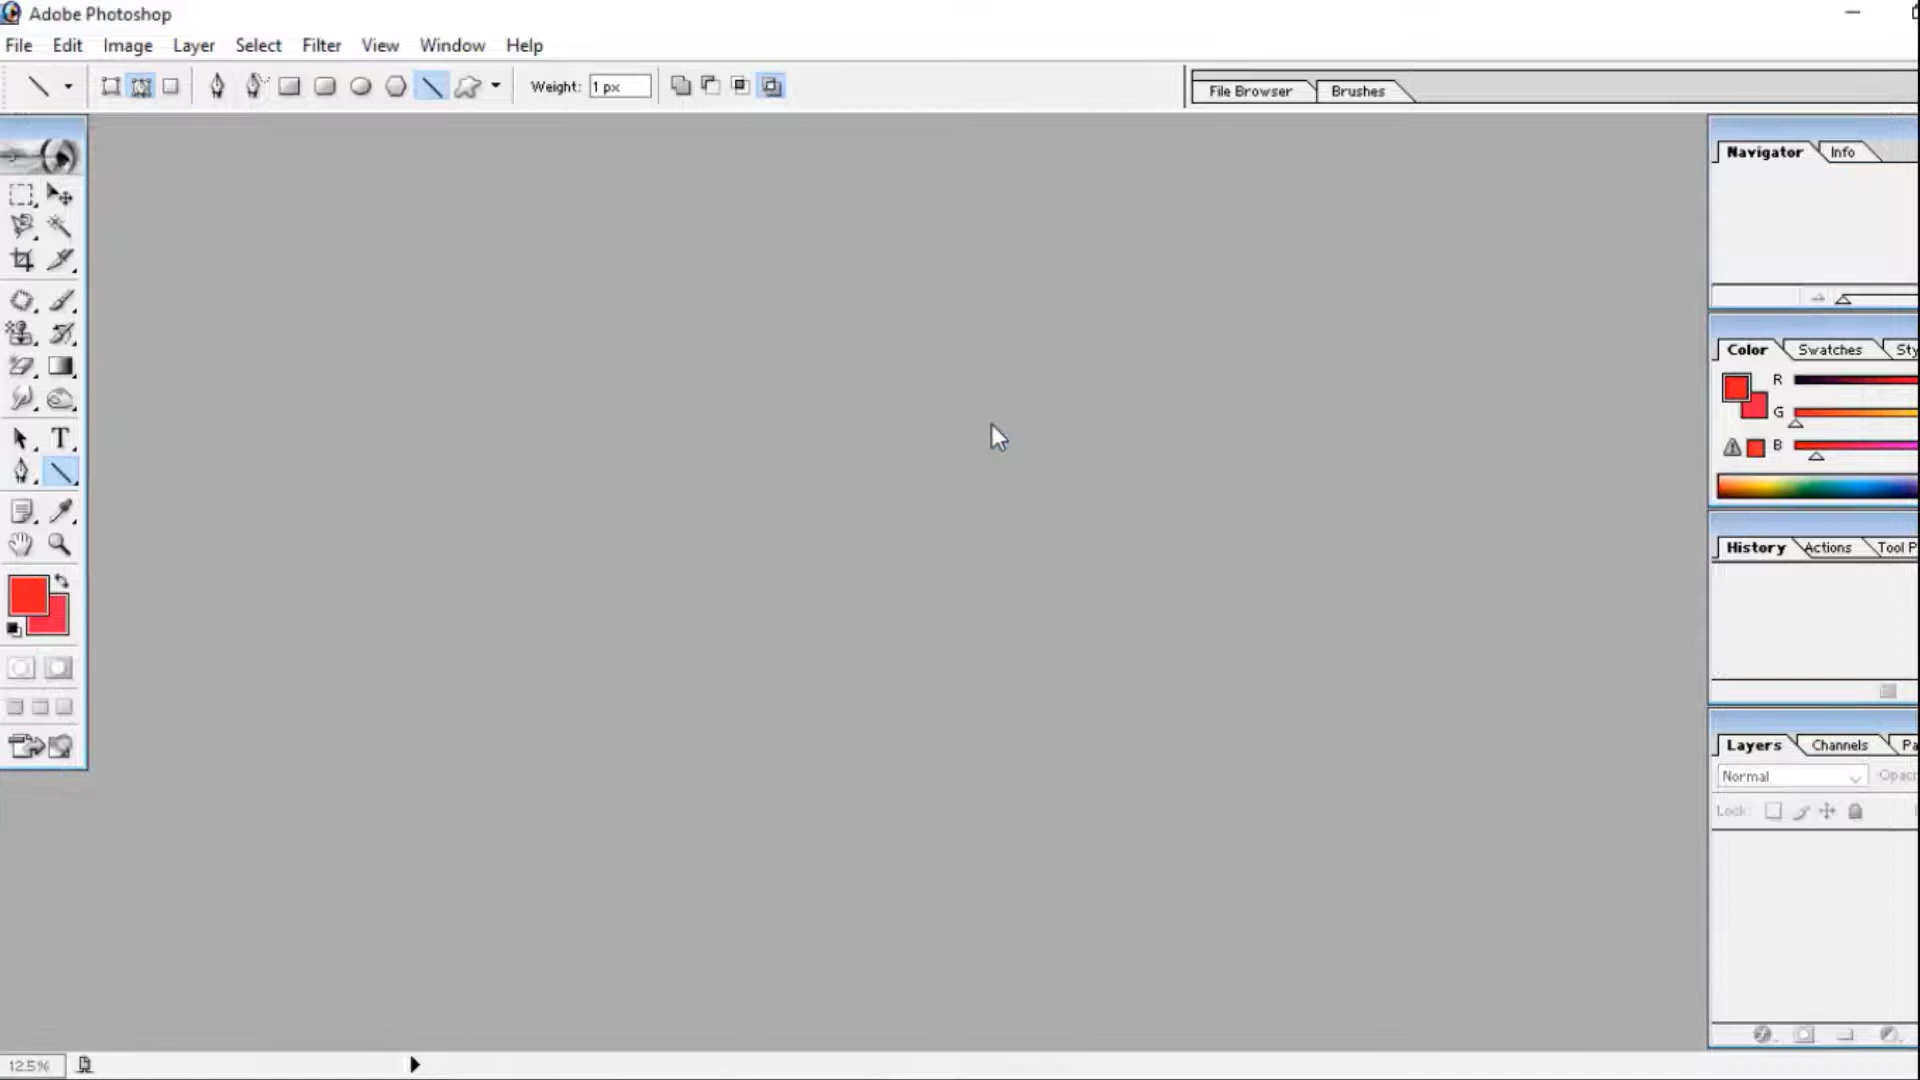 Adobe Photoshop
File Edit Image Layer Select Filter View Window Help
Weight: 1 px
File Browser Brushes
Navigator Info
Color Swatches Sty
R
G
B
T
History Actions Tool P
Layers Channels Pa
Normal Opaci
Lock:
12.5%